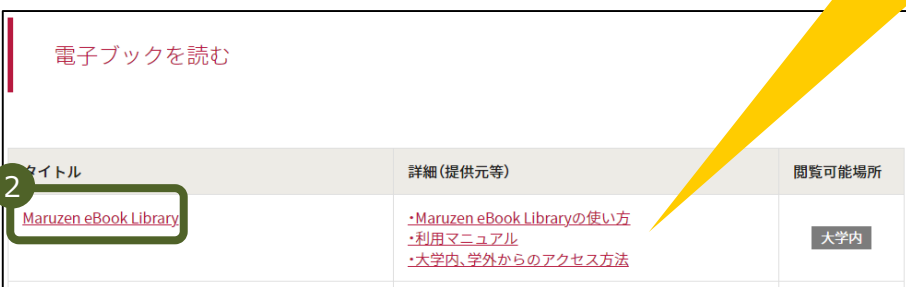 電子ブックを読む
タイトル
詳細(提供元等)
閲覧可能場所
2
Maruzen eBook Library
・Maruzen eBook Libraryの使い方
・利用マニュアル
・大学内、学外からのアクセス方法
大学内